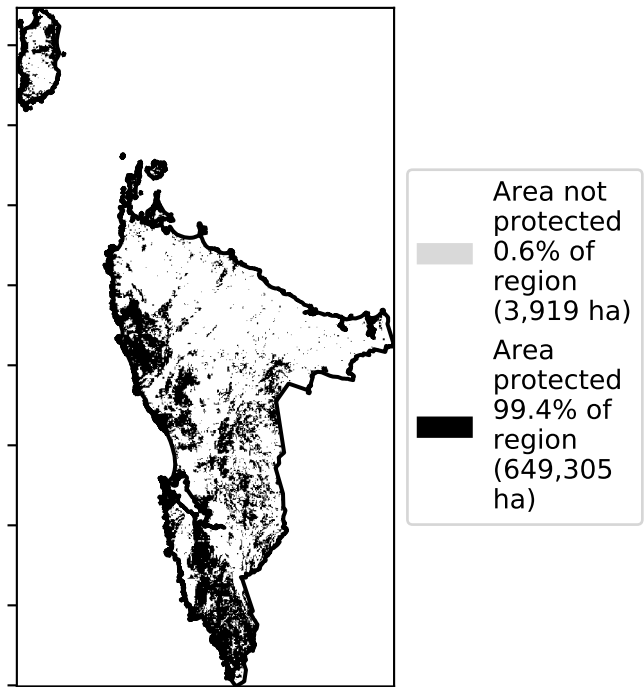 Area not
protected
0.6% of
region
(3,919 ha)
Area
protected
99.4% of
region
(649,305
ha)